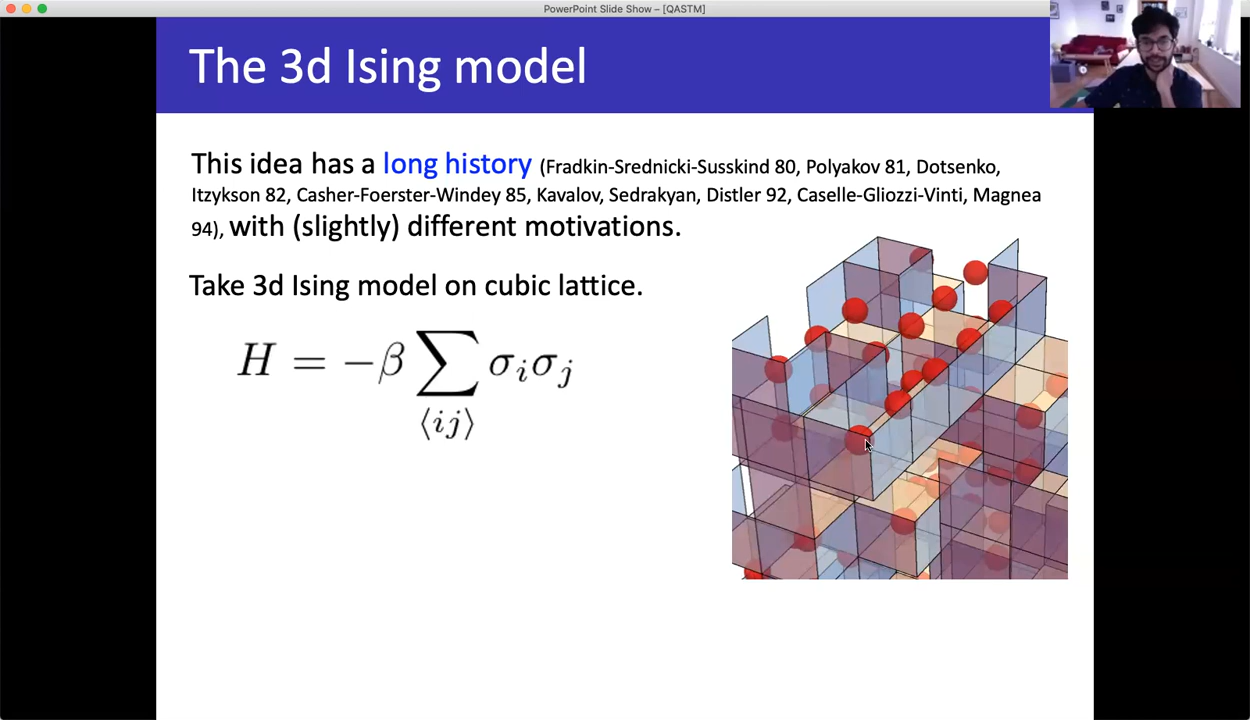 PowerPoint Slide Show – [QASTM]
The 3d Ising model
This idea has a long history (Fradkin-Srednicki-Susskind 80, Polyakov 81, Dotsenko,
Itzykson 82, Casher-Foerster-Windey 85, Kavalov, Sedrakyan, Distler 92, Caselle-Gliozzi-Vinti, Magnea
94), with (slightly) different motivations.
Take 3d Ising model on cubic lattice.
H = −β ∑ σᵢσⱼ
⟨ij⟩